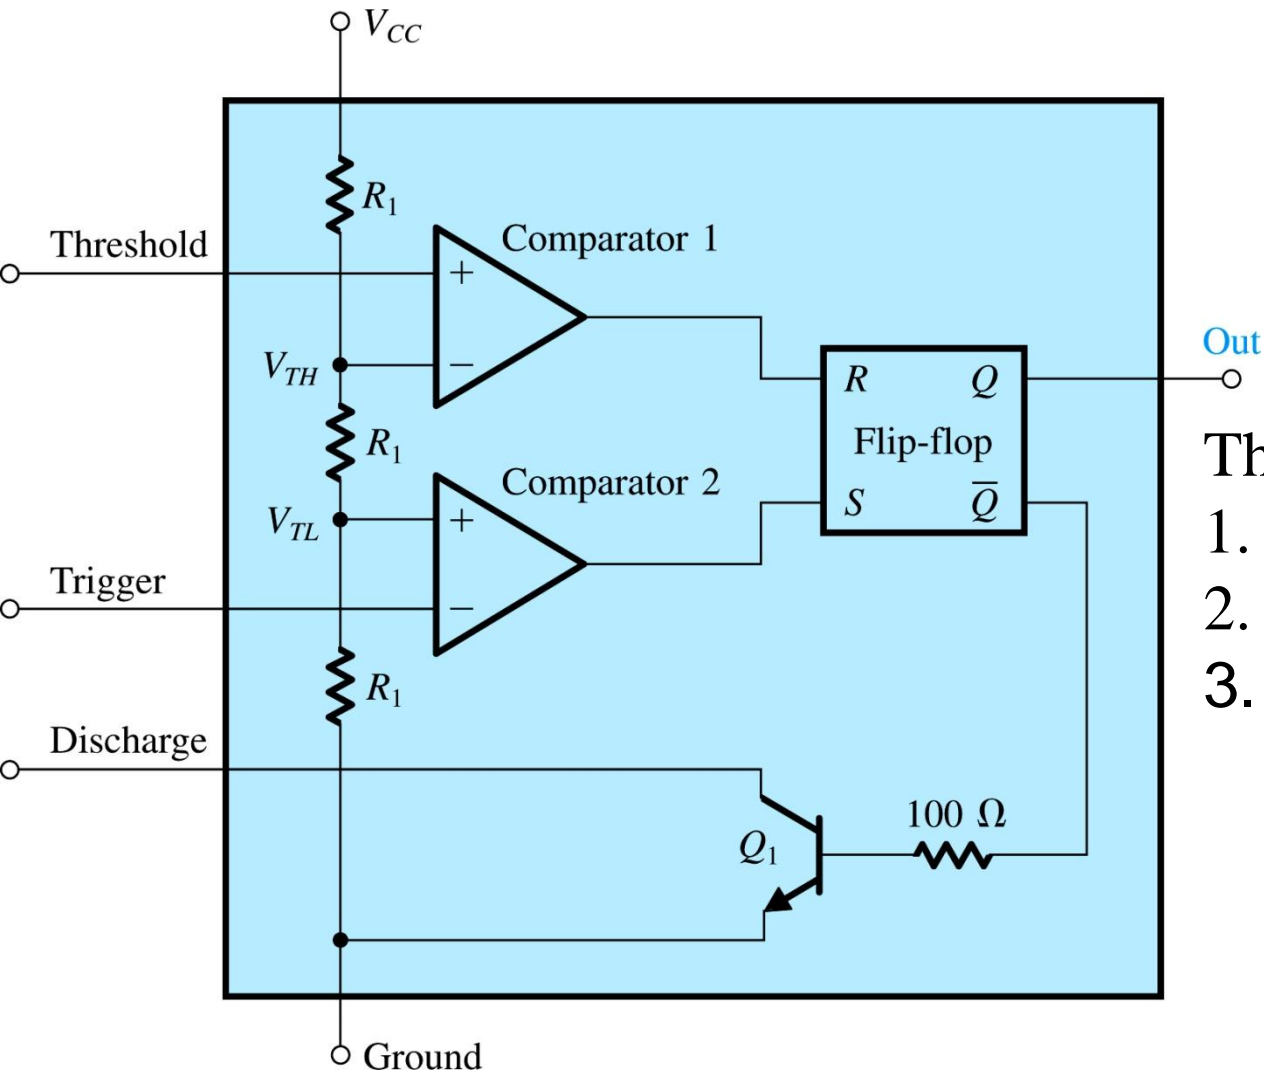 V_CC
R_1
Threshold
Comparator 1
+
−
V_TH
Out
R Q
Flip-flop
S Q̅
Th
1.
2.
3.
R_1
Comparator 2
V_TL
+
−
Trigger
R_1
Discharge
100 Ω
Q_1
Ground